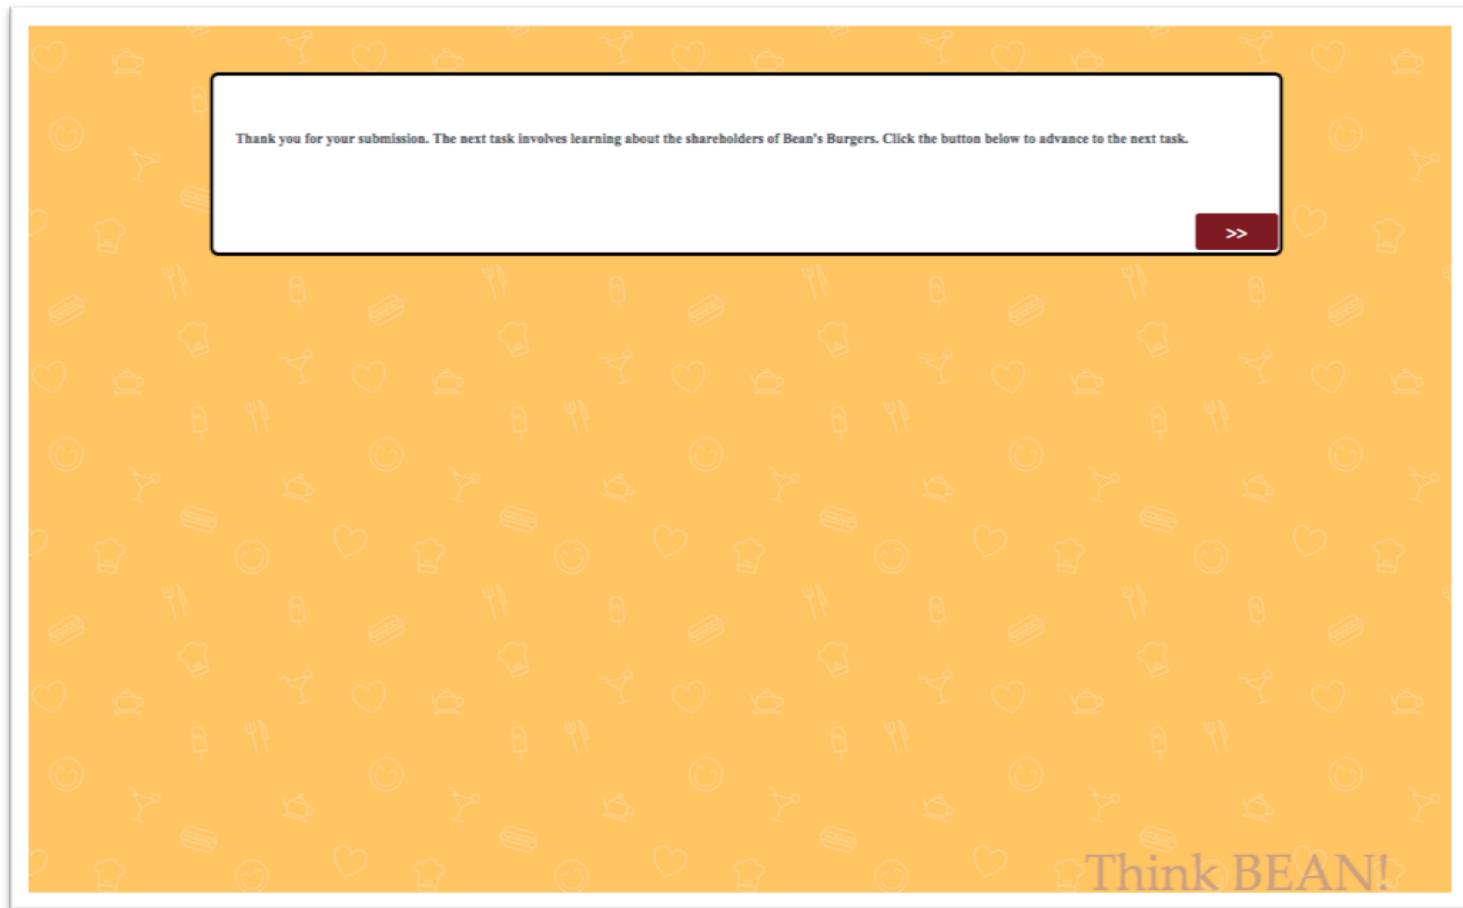 Thank you for your submission. The next task involves learning about the shareholders of Bean's Burgers. Click the button below to advance to the next task.
>>
Think BEAN!